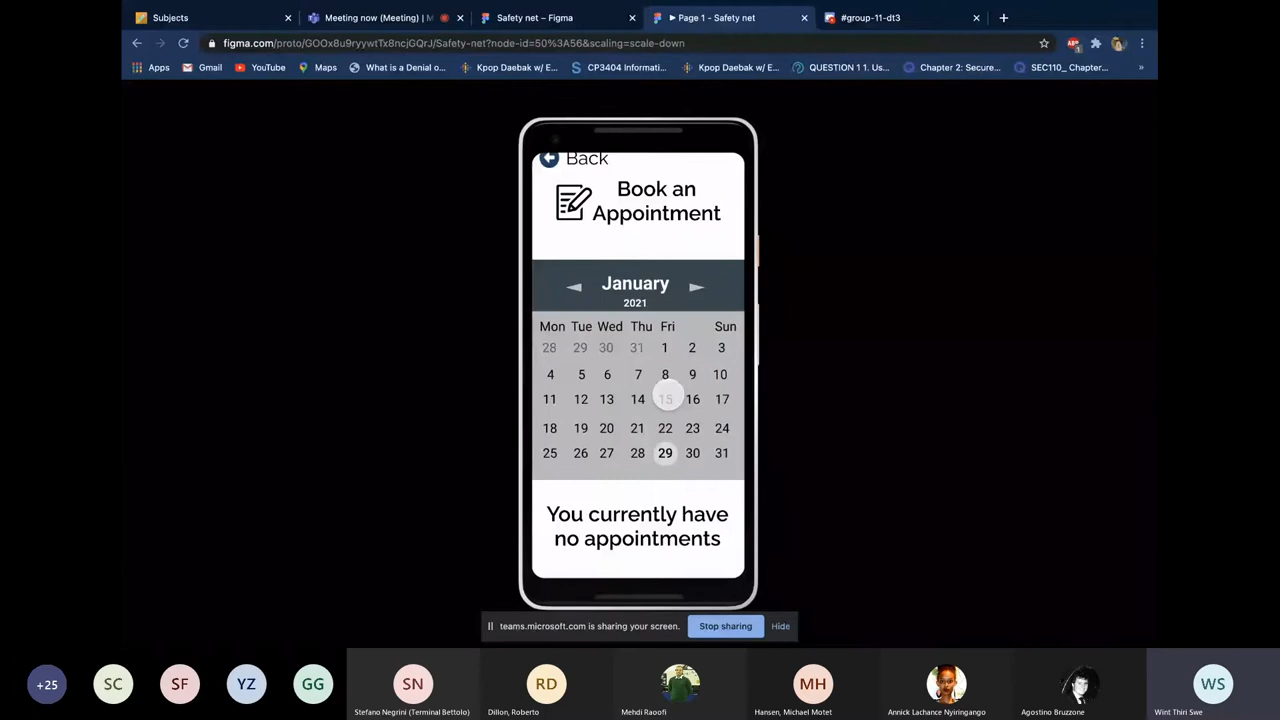 Subjects
Meeting now (Meeting) | M
Safety net – Figma
Page 1 - Safety net
#group-11-dt3
figma.com/proto/GOOx8u9ryywtTx8ncjGQrJ/Safety-net?node-id=50%3A56&scaling=scale-down
Apps Gmail YouTube Maps What is a Denial o... Kpop Daebak w/ E... CP3404 Informati... Kpop Daebak w/ E... QUESTION 1 1. Us... Chapter 2: Secure... SEC110_ Chapter... »
Back
Book an
Appointment
January
2021
Mon Tue Wed Thu Fri Sun
28 29 30 31 1 2 3
4 5 6 7 8 9 10
11 12 13 14 15 16 17
18 19 20 21 22 23 24
25 26 27 28 29 30 31
You currently have
no appointments
teams.microsoft.com is sharing your screen. Stop sharing Hide
+25 SC SF YZ GG SN RD MH WS
Stefano Negrini (Terminal Bettolo) Dillon, Roberto Mehdi Raoofi Hansen, Michael Motet Annick Lachance Nyiringango Agostino Bruzzone Wint Thiri Swe